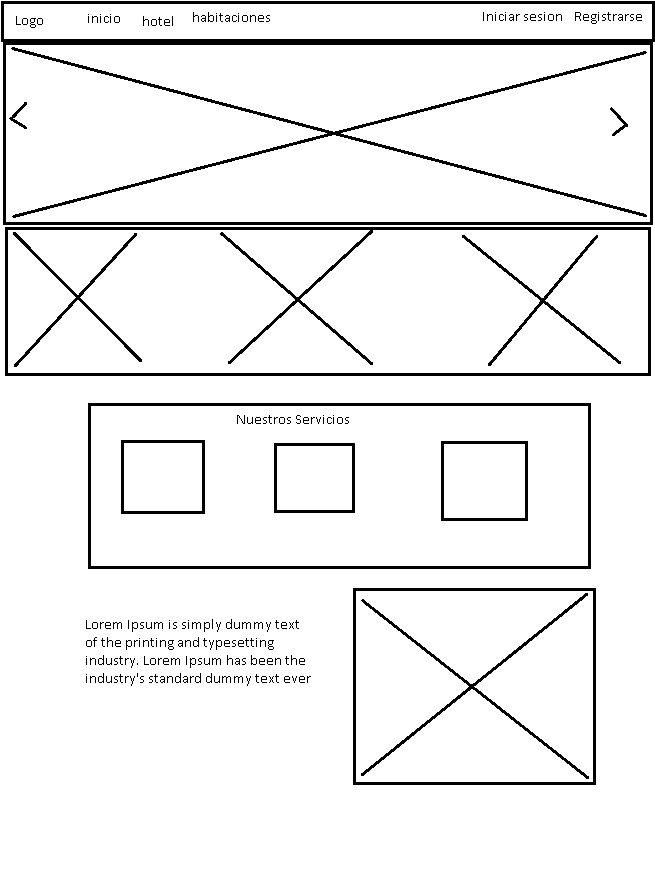 Logo inicio hotel habitaciones Iniciar sesion Registrarse
Nuestros Servicios
Lorem Ipsum is simply dummy text
of the printing and typesetting
industry. Lorem Ipsum has been the
industry's standard dummy text ever